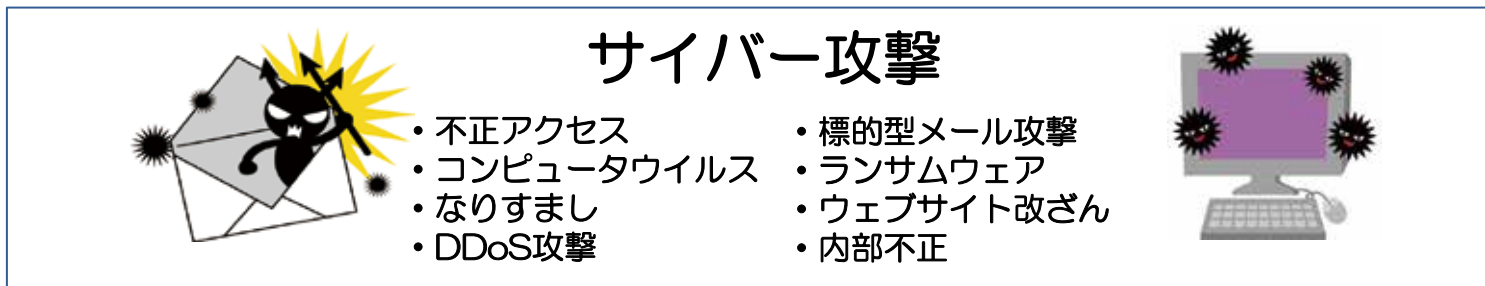 サイバー攻撃
・不正アクセス
・コンピュータウイルス
・なりすまし
・DDoS攻撃
・標的型メール攻撃
・ランサムウェア
・ウェブサイト改ざん
・内部不正